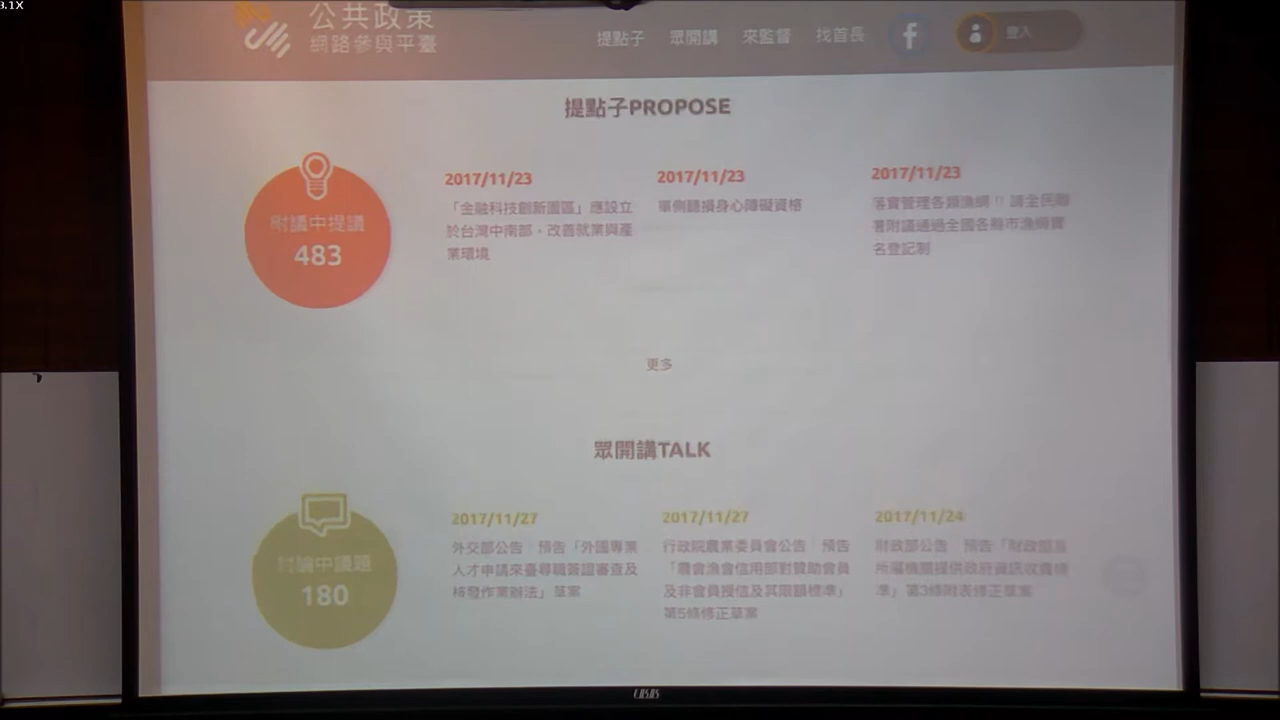 3.1X
公共政策
網路參與平臺
提點子 眾開講 來監督 找首長 f 登入
提點子PROPOSE
附議中提議
483
2017/11/23
「金融科技創新園區」應設立
於台灣中南部，改善就業與產
業環境
2017/11/23
單側聽損身心障礙資格
2017/11/23
落實管理各類漁網!! 請全民聯
署附議通過全國各縣市漁網實
名登記制
更多
眾開講TALK
討論中議題
180
2017/11/27
外交部公告 預告「外國專業
人才申請來臺尋職簽證審查及
核發作業辦法」草案
2017/11/27
行政院農業委員會公告 預告
「農會漁會信用部對贊助會員
及非會員授信及其限額標準」
第5條修正草案
2017/11/24
財政部公告 預告「財政部及
所屬機關提供政府資訊收費標
準」第3條附表修正草案